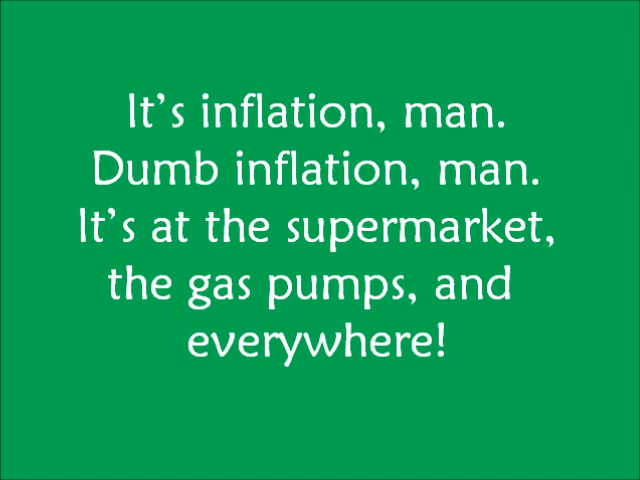 It’s inflation, man.
Dumb inflation, man.
It’s at the supermarket,
the gas pumps, and
everywhere!